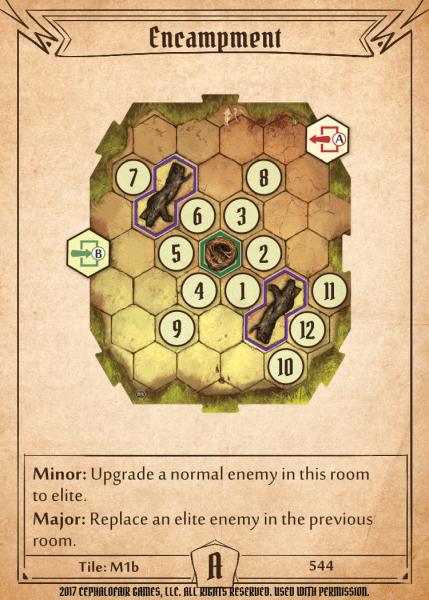 Encampment
A
7
8
6
3
B
5
2
4
1
11
9
12
10
Minor: Upgrade a normal enemy in this room
to elite.
Major: Replace an elite enemy in the previous
room.
Tile: M1b
A
544
2017 CEPHALOFAIR GAMES, LLC. ALL RIGHTS RESERVED. USED WITH PERMISSION.